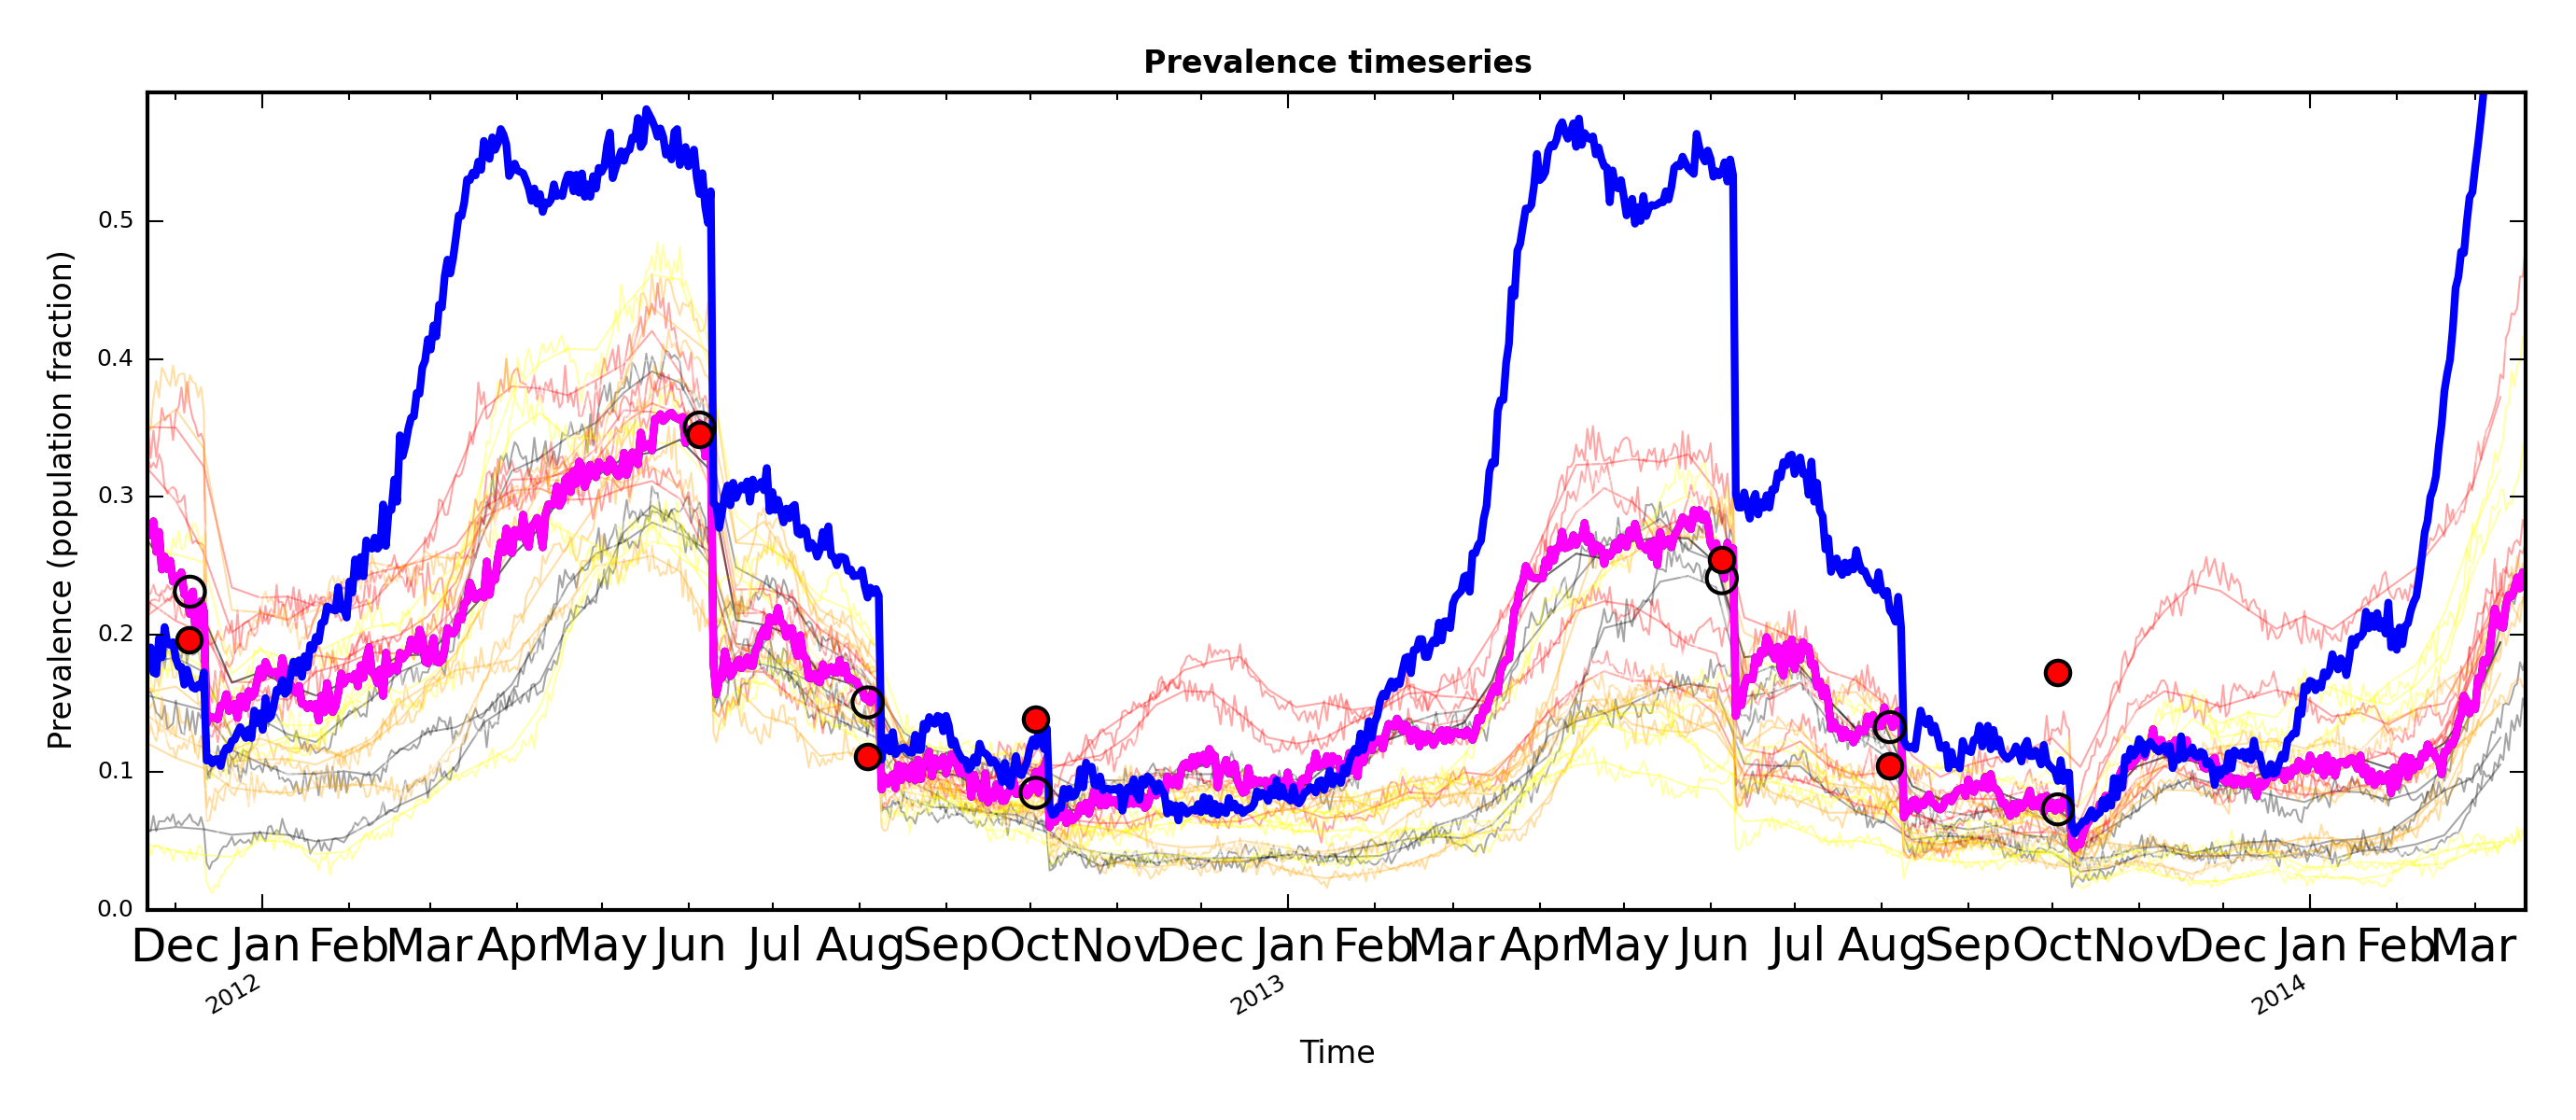 Prevalence timeseries
Prevalence (population fraction)
0.5
0.4
0.3
0.2
0.1
0.0
Dec Jan Feb Mar Apr May Jun Jul Aug Sep Oct Nov Dec Jan Feb Mar Apr May Jun Jul Aug Sep Oct Nov Dec Jan Feb Mar
2012 2013 2014
Time